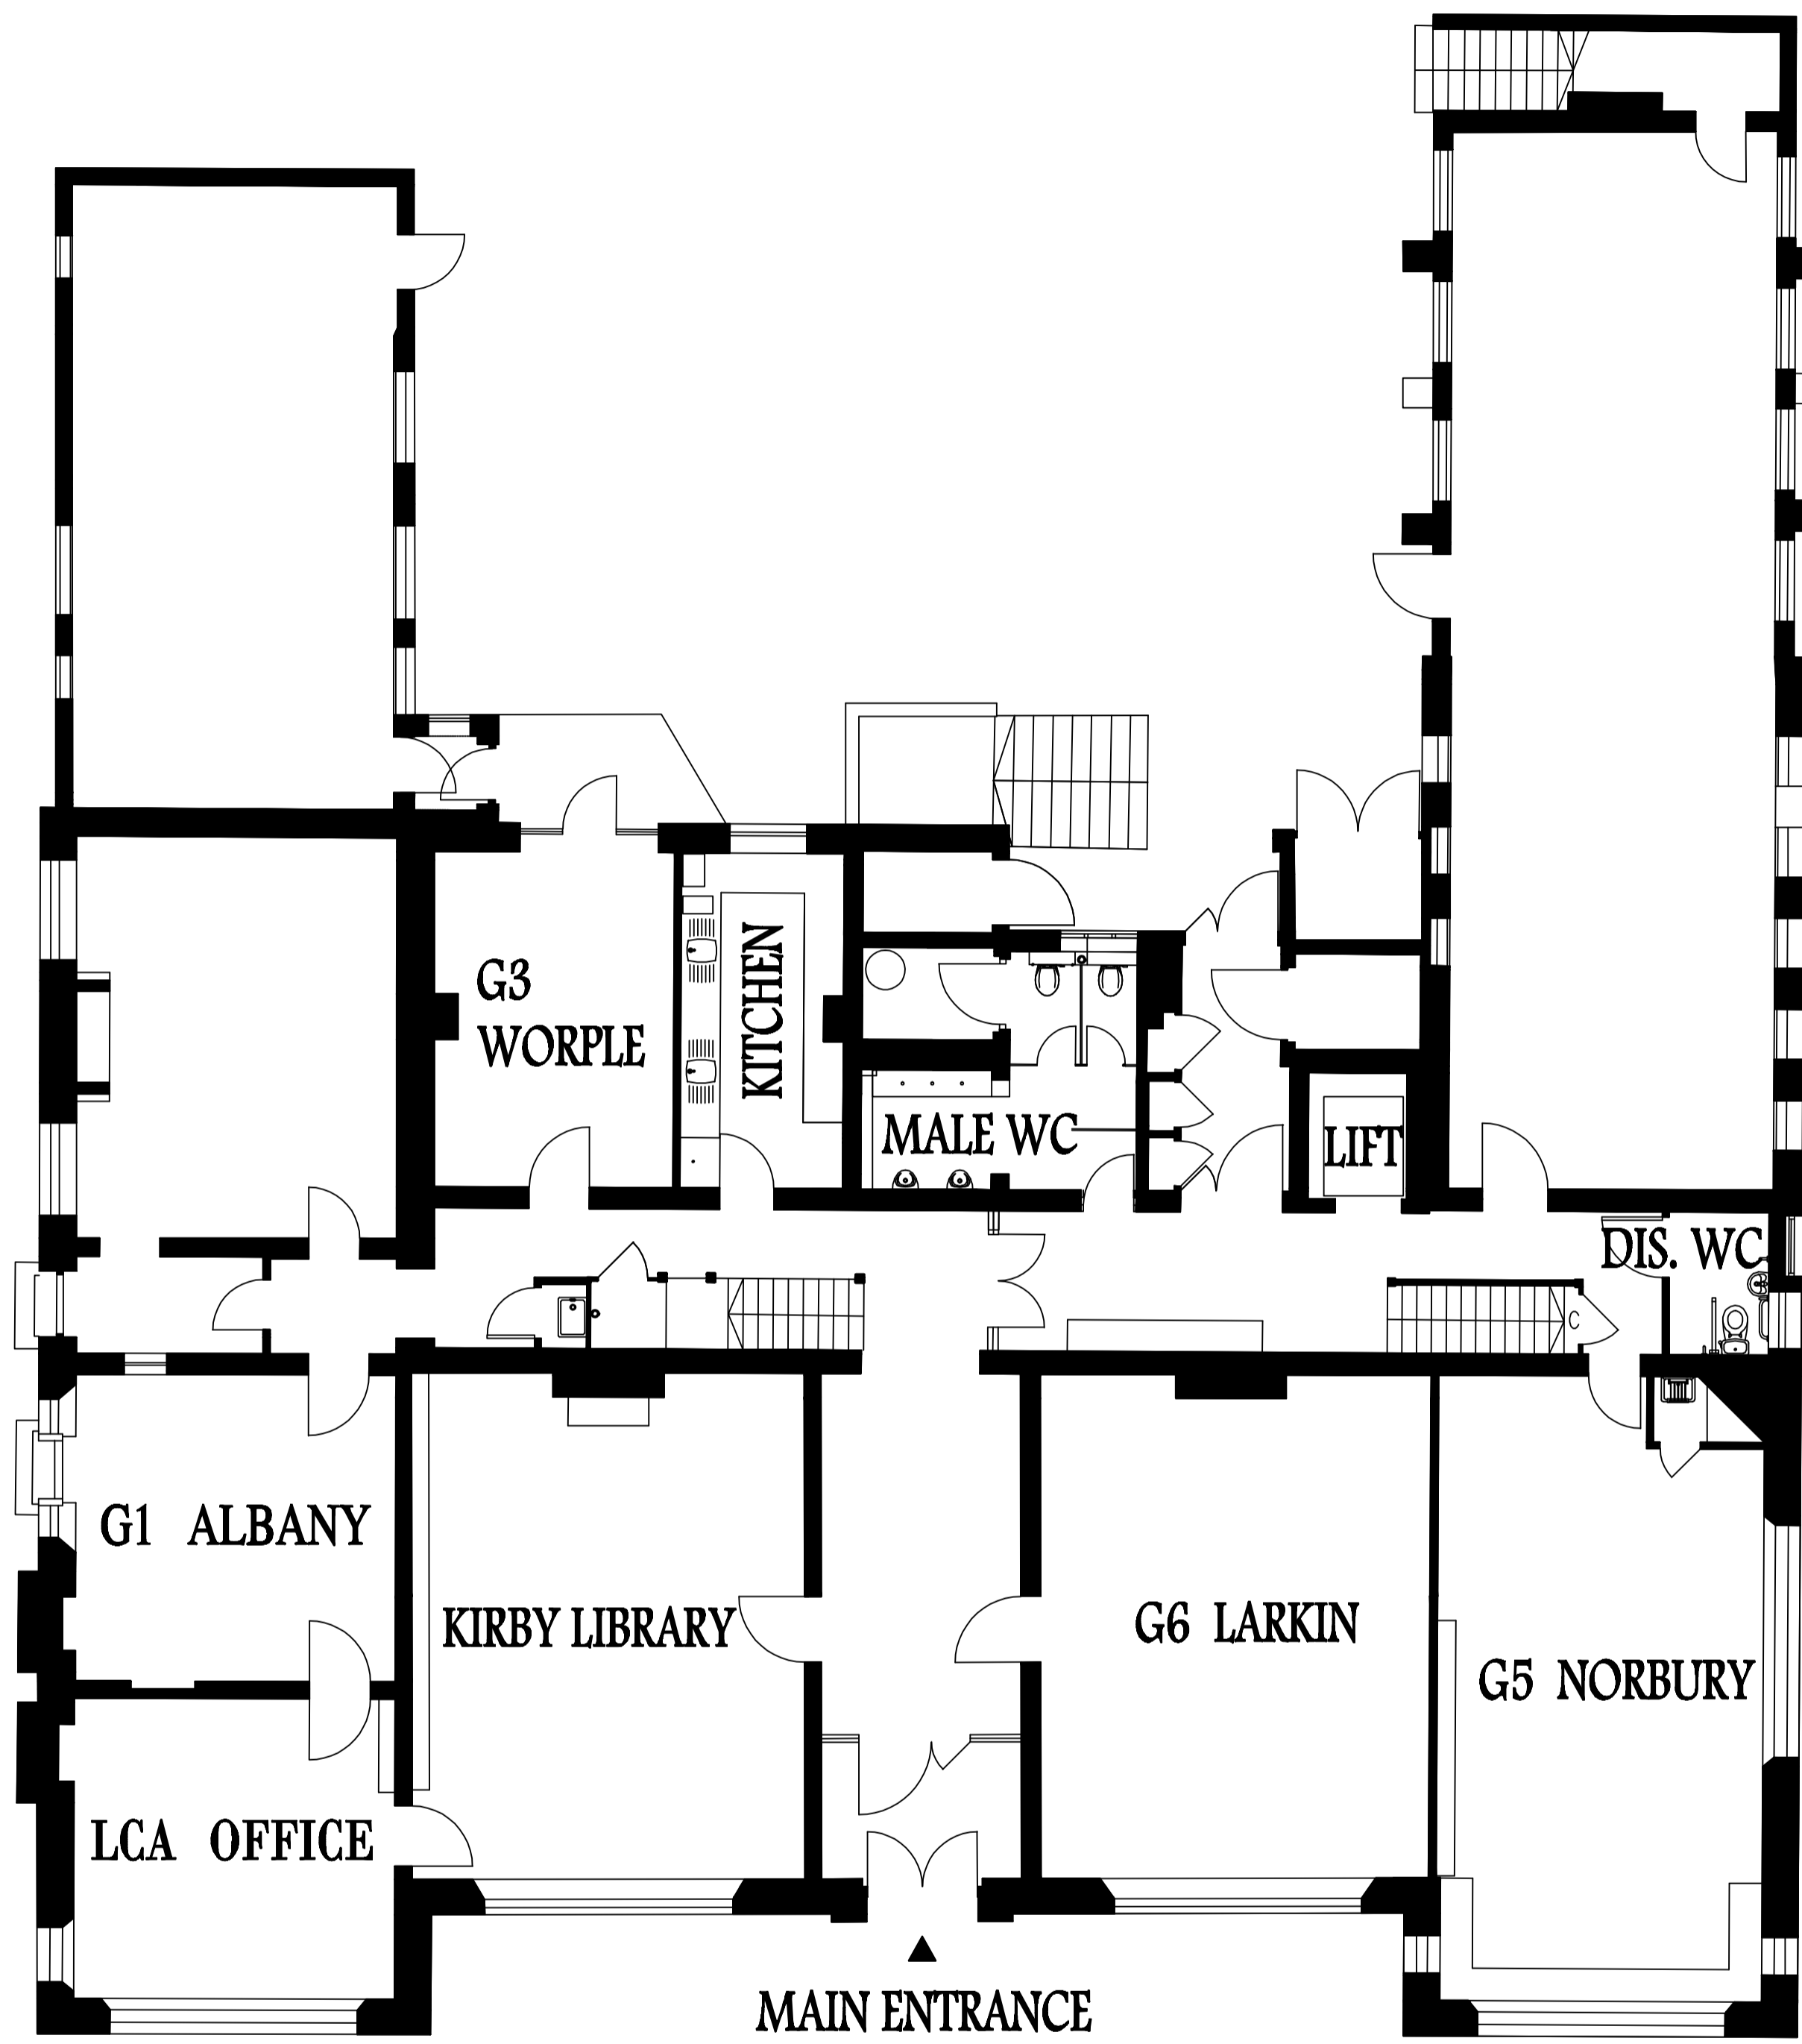 G3
WORPLE
KITCHEN
MALE WC
LIFT
DIS. WC
C
G1 ALBANY
KIRBY LIBRARY
G6 LARKIN
G5 NORBURY
LCA OFFICE
MAIN ENTRANCE